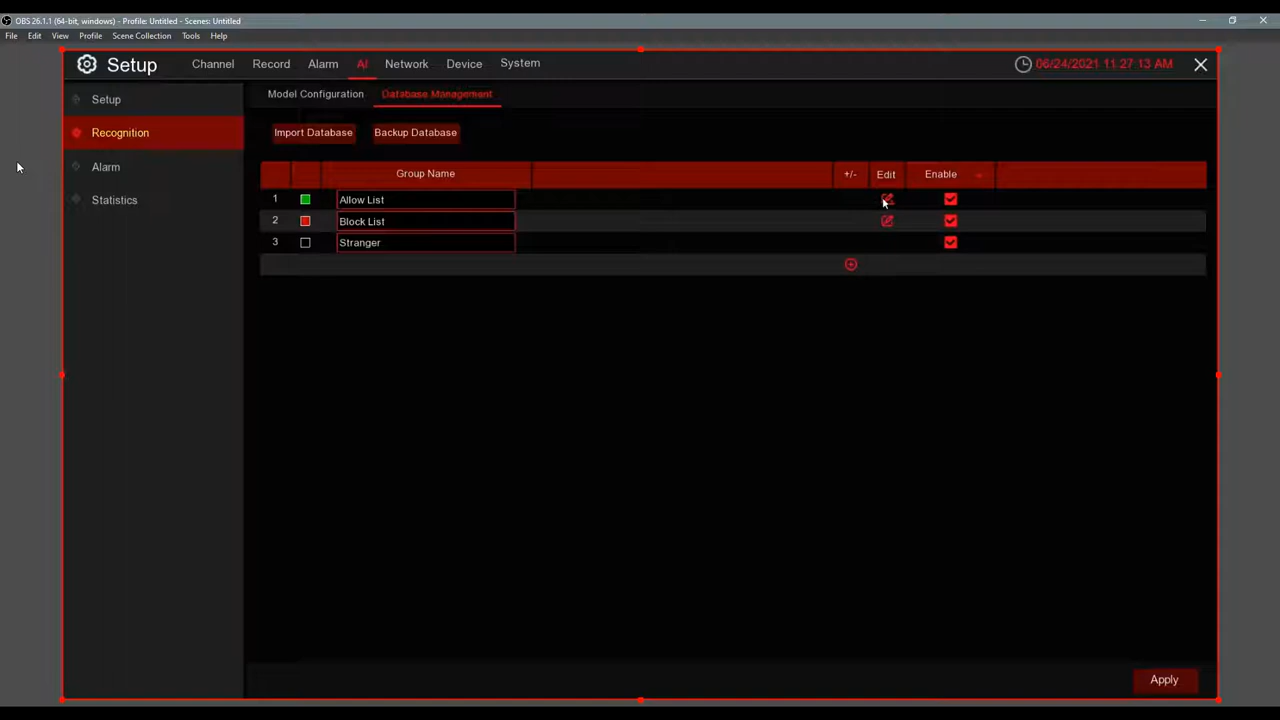 OBS 26.1.1 (64-bit, windows) - Profile: Untitled - Scenes: Untitled
File Edit View Profile Scene Collection Tools Help
Setup Channel Record Alarm AI Network Device System 06/24/2021 11:27:13 AM
Setup
Recognition
Alarm
Statistics
Model Configuration Database Management
Import Database Backup Database
Group Name +/- Edit Enable
1 Allow List
2 Block List
3 Stranger
Apply